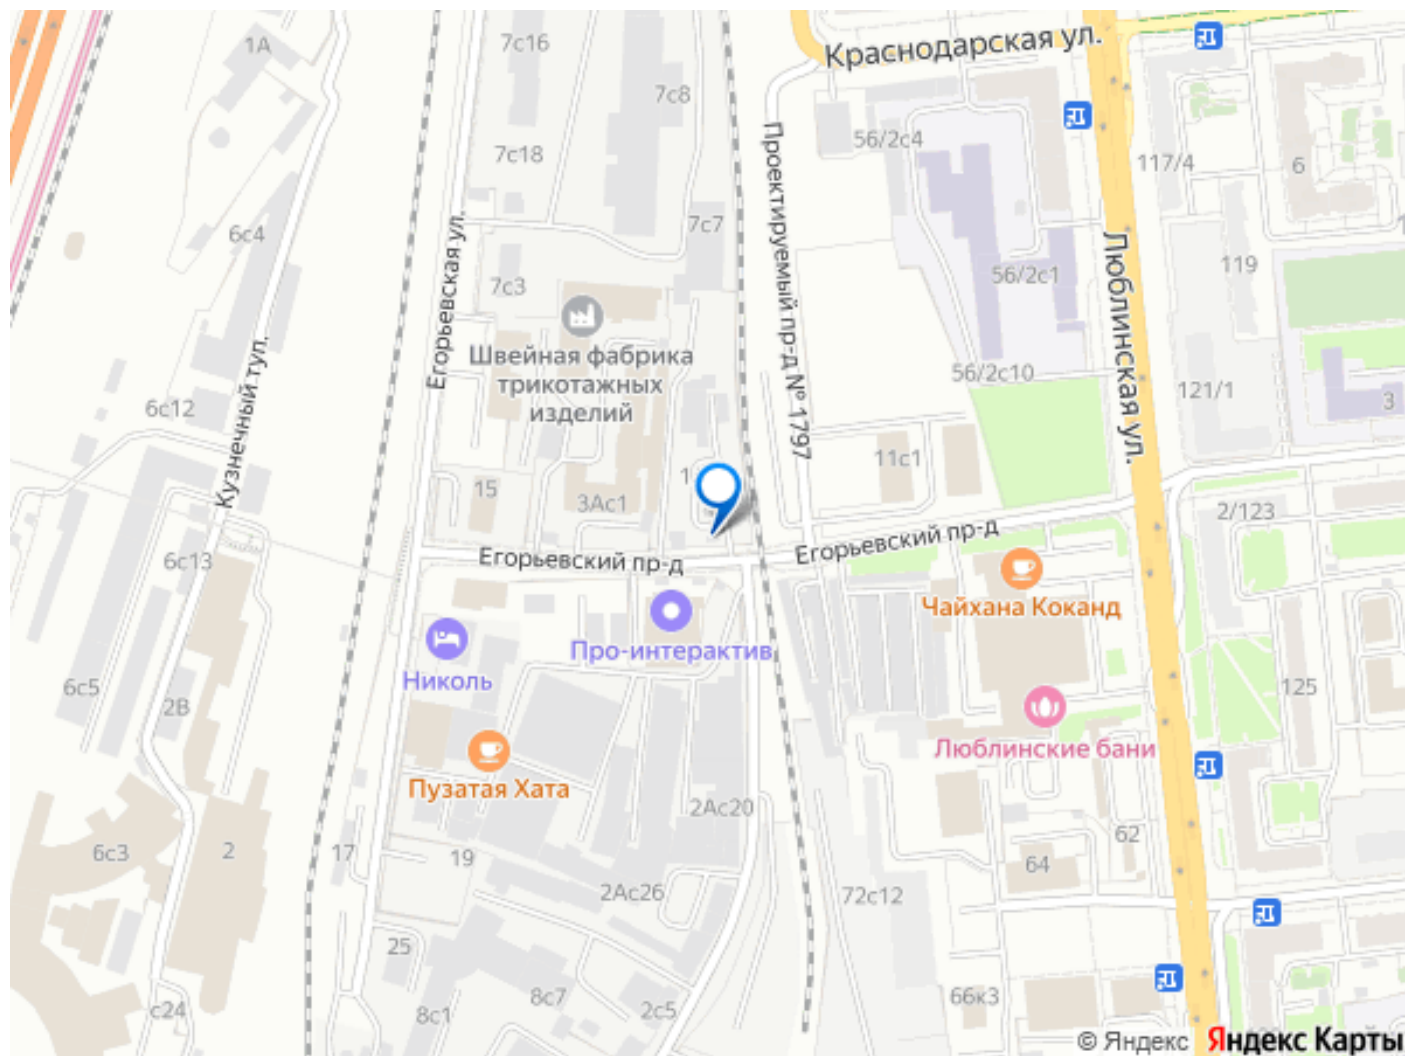 1А
7с16
Краснодарская ул.
7с8
56/2с4
117/4
6
7с18
Проектируемый пр-д № 1797
6с4
7с7
Егорьевская ул.
Люблинская ул.
119
56/2с1
7с3
Швейная фабрика
трикотажных
изделий
56/2с10
121/1
3
6с12
Кузнечный туп.
11с1
15
3Ас1
2/123
Егорьевский пр-д
Егорьевский пр-д
6с13
Чайхана Коканд
Про-интерактив
Николь
6с5
2В
125
Люблинские бани
Пузатая Хата
2Ас20
62
6с3
2
17
19
64
2Ас26
72с12
25
8с7
2с5
66к3
с24
8с1
© Яндекс Яндекс Карты